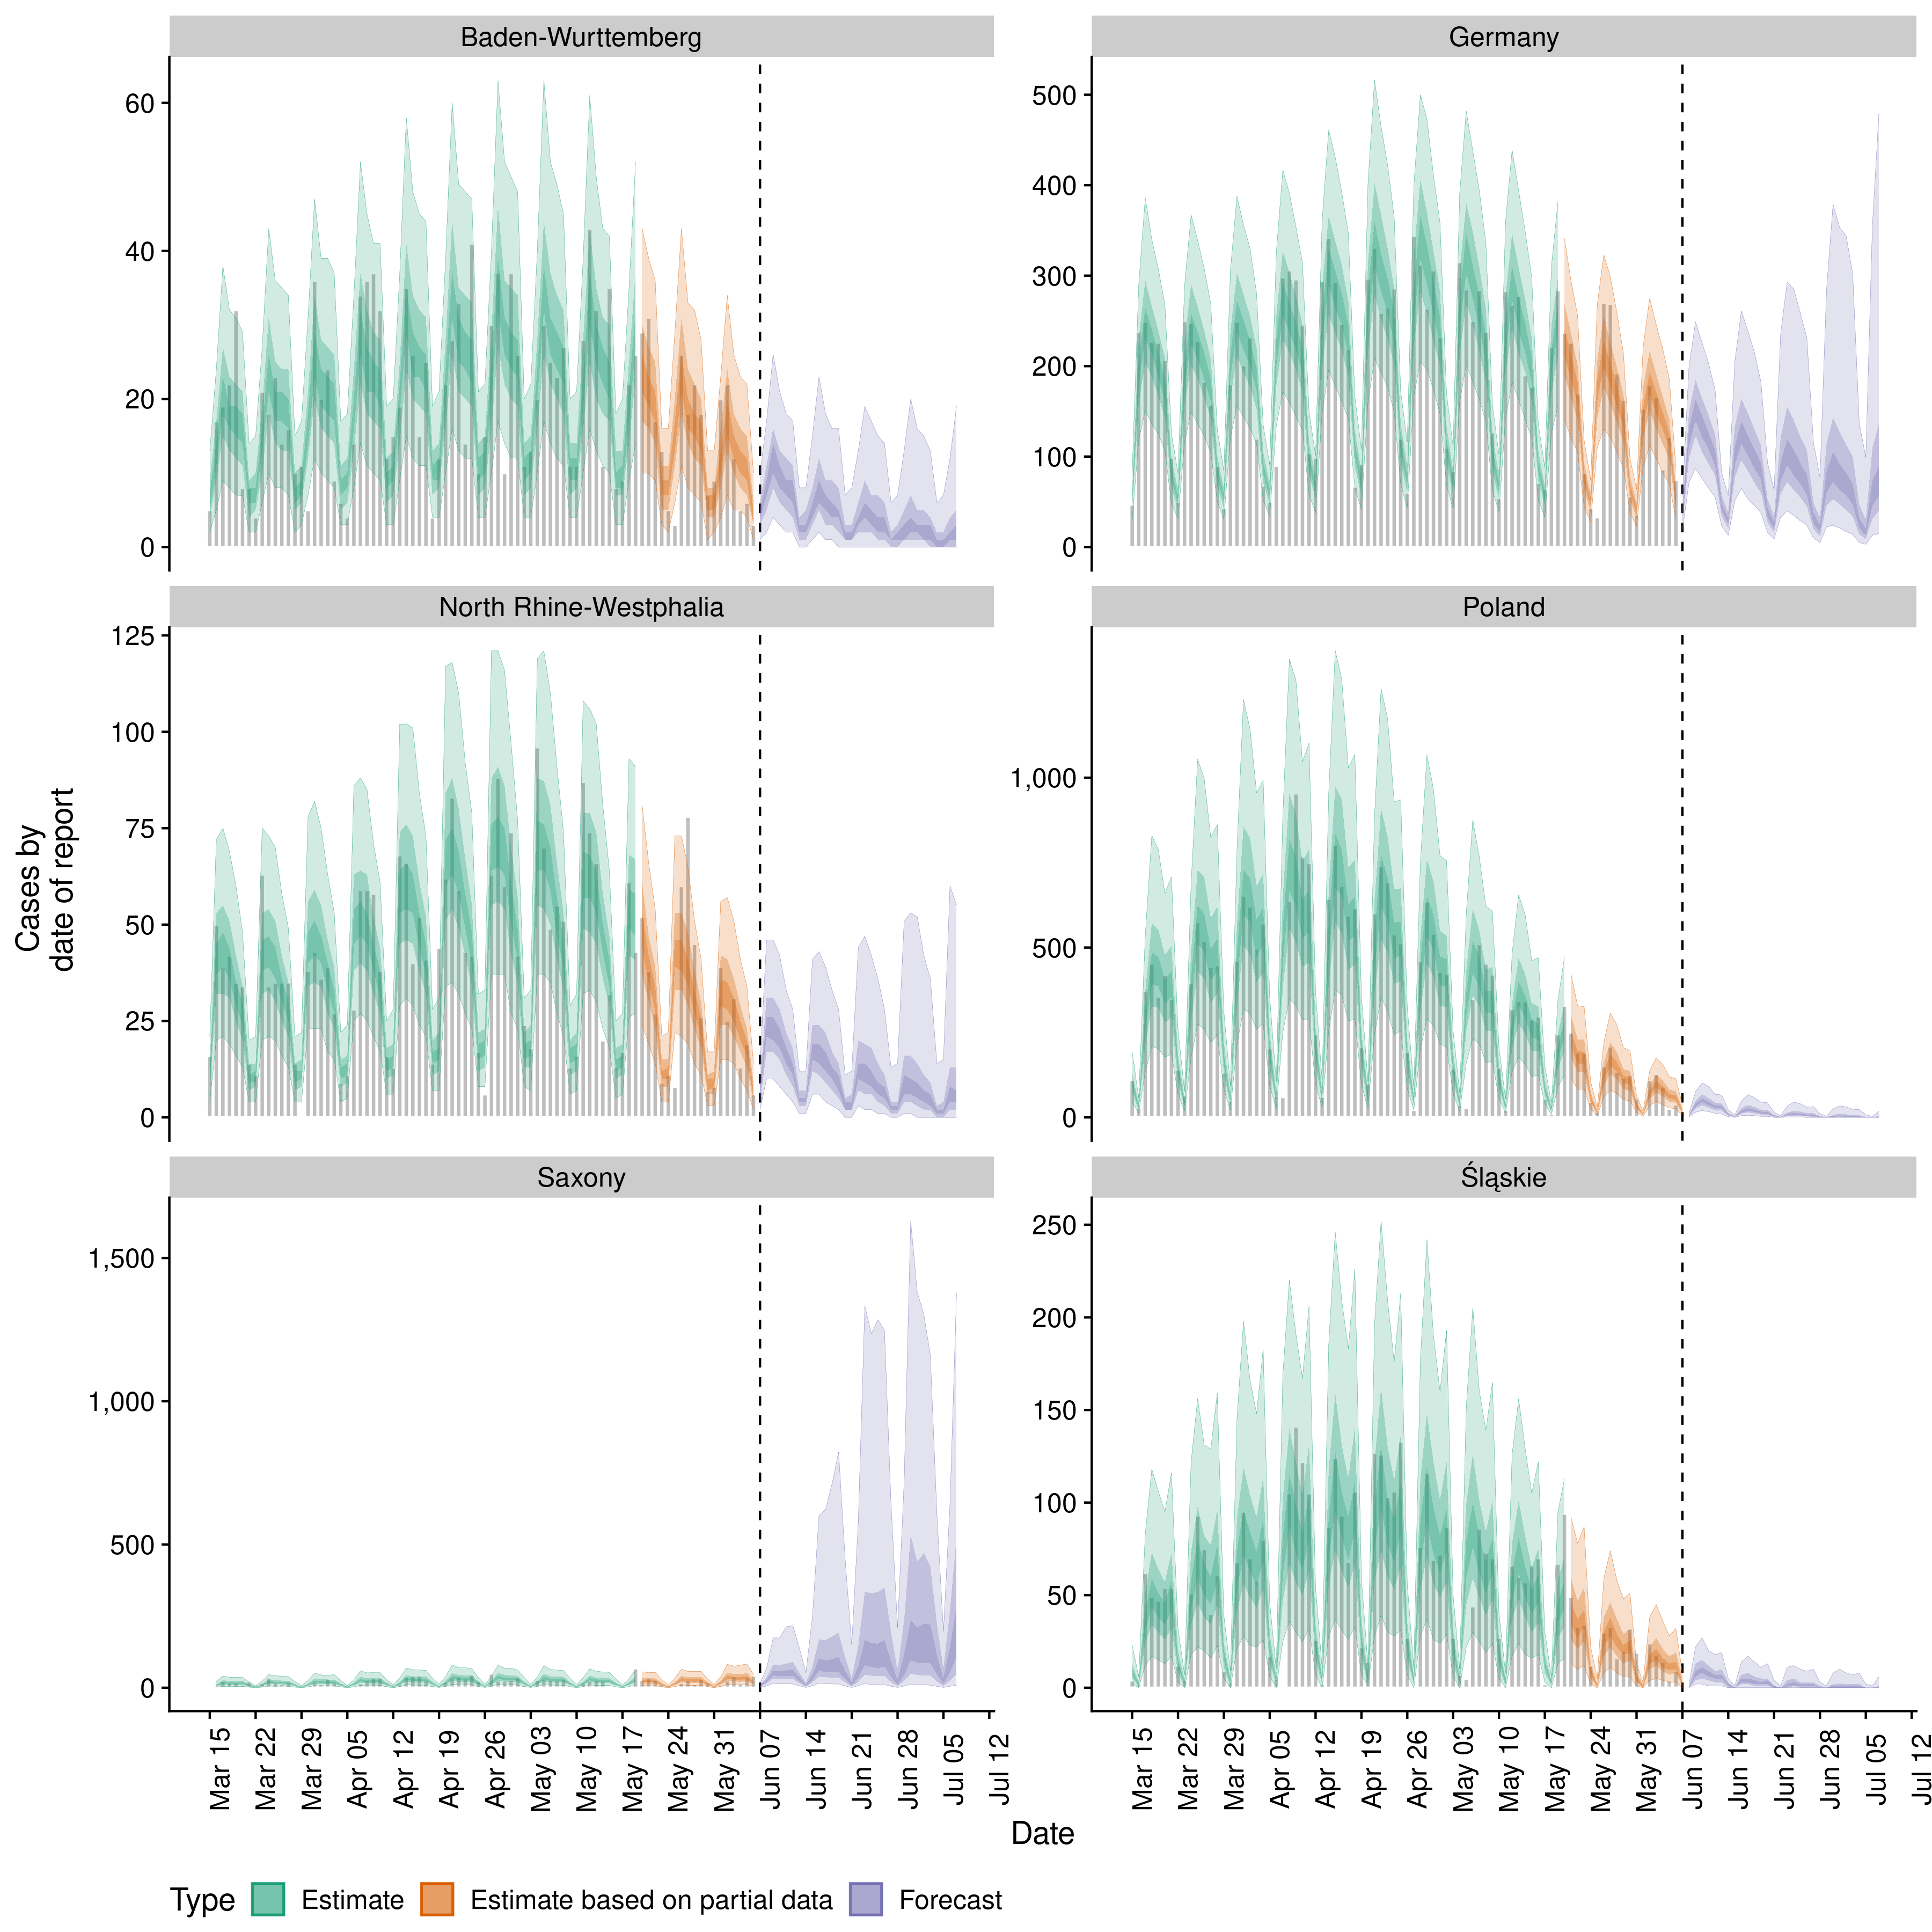 Baden-Wurttemberg
Germany
60
40
20
0
500
400
300
200
100
0
North Rhine-Westphalia
Poland
125
100
75
50
25
0
1,000
500
0
Cases by
date of report
Saxony
Śląskie
1,500
1,000
500
0
250
200
150
100
50
0
Mar 15
Mar 22
Mar 29
Apr 05
Apr 12
Apr 19
Apr 26
May 03
May 10
May 17
May 24
May 31
Jun 07
Jun 14
Jun 21
Jun 28
Jul 05
Jul 12
Mar 15
Mar 22
Mar 29
Apr 05
Apr 12
Apr 19
Apr 26
May 03
May 10
May 17
May 24
May 31
Jun 07
Jun 14
Jun 21
Jun 28
Jul 05
Jul 12
Date
Type Estimate Estimate based on partial data Forecast